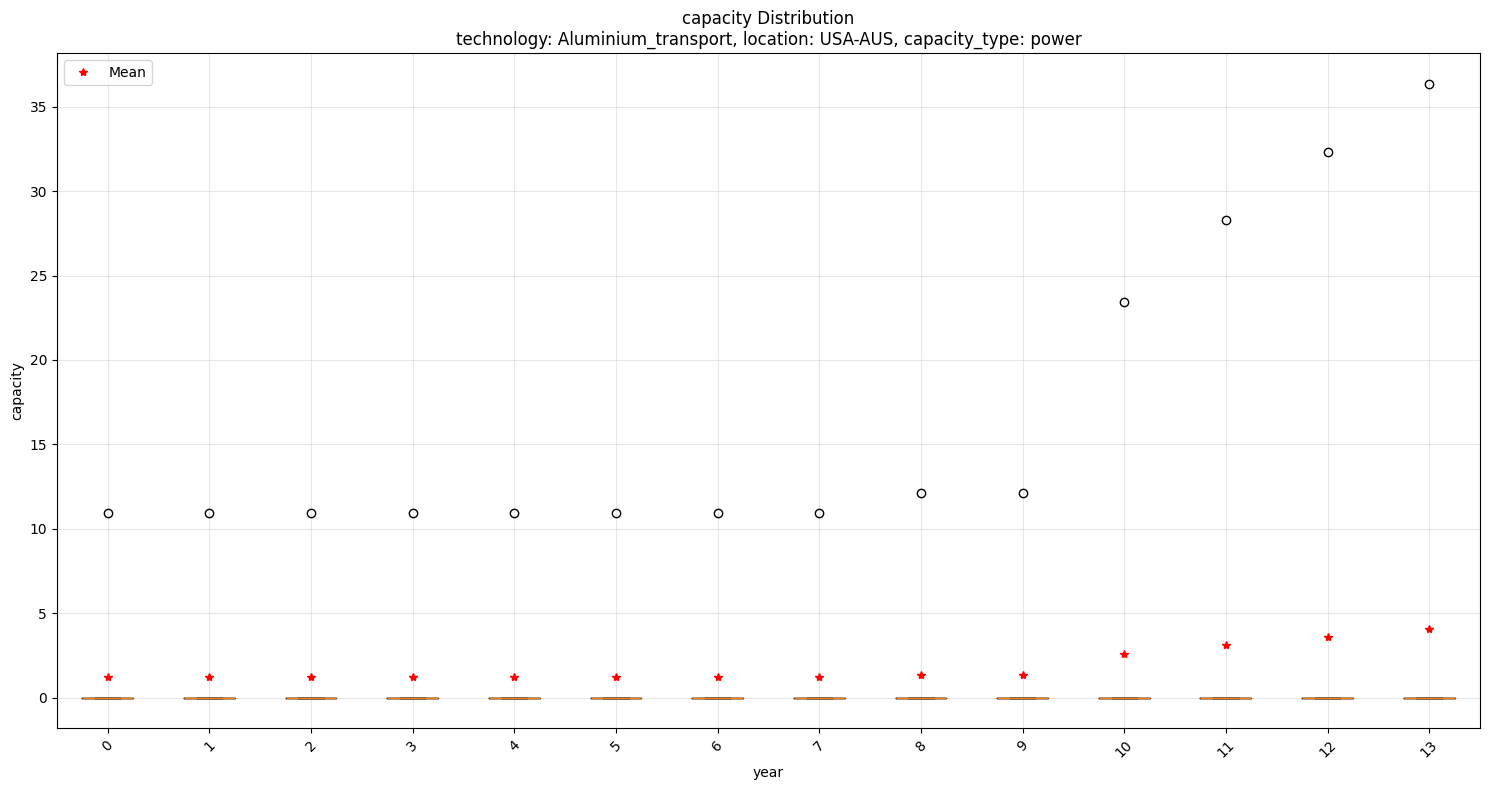 capacity Distribution
technology: Aluminium_transport, location: USA-AUS, capacity_type: power
Mean
35
30
25
20
15
10
5
0
capacity
0 1 2 3 4 5 6 7 8 9 10 11 12 13
year